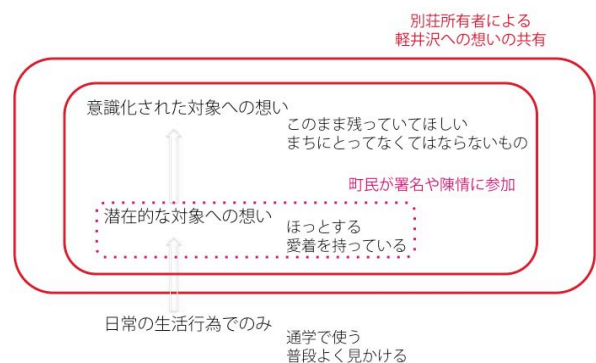 別荘所有者による
軽井沢への想いの共有
意識化された対象への想い
このまま残っていてほしい
まちにとってなくてはならないもの
町民が署名や陳情に参加
潜在的な対象への想い
ほっとする
愛着を持っている
日常の生活行為でのみ
通学で使う
普段よく見かける